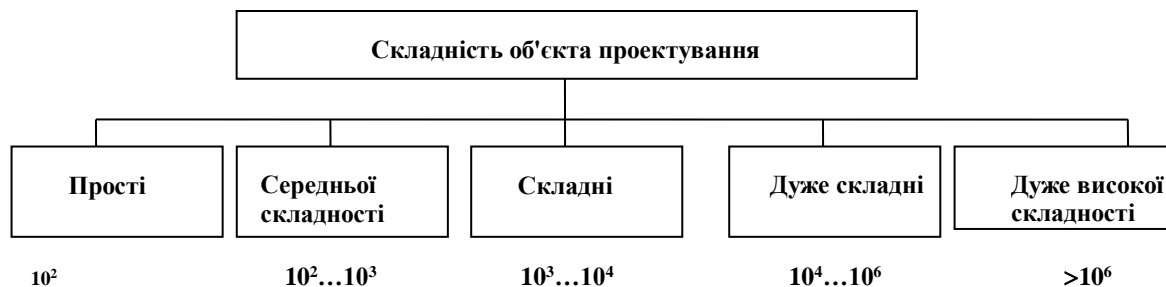 Складність об'єкта проектування
Прості
Середньої
складності
Складні
Дуже складні
Дуже високої
складності
10²
10²…10³
10³…10⁴
10⁴…10⁶
>10⁶